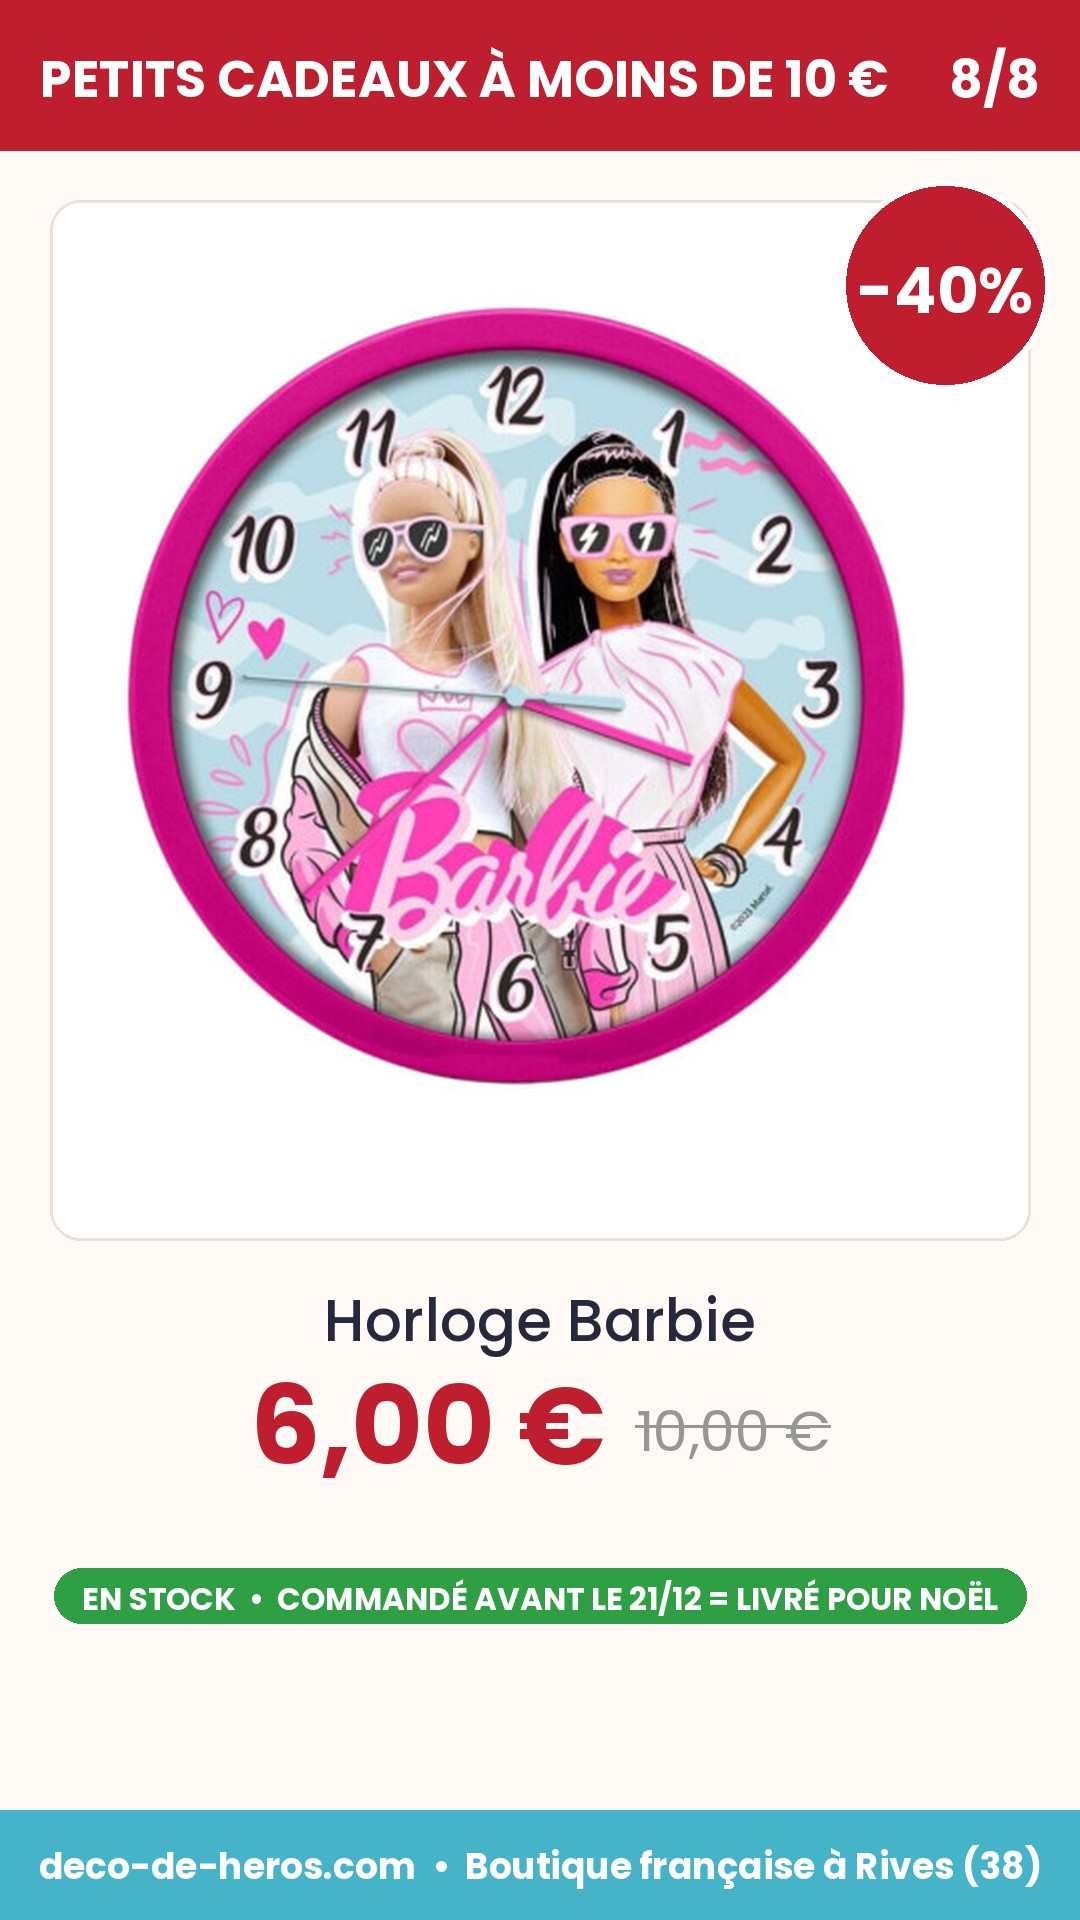 PETITS CADEAUX À MOINS DE 10 € 8/8
-40%
12
11 1
10 2
9 3
8 4
Barbie
©2023 Mattel.
7 5
6
Horloge Barbie
6,00 € 10,00 €
EN STOCK • COMMANDÉ AVANT LE 21/12 = LIVRÉ POUR NOËL
deco-de-heros.com • Boutique française à Rives (38)